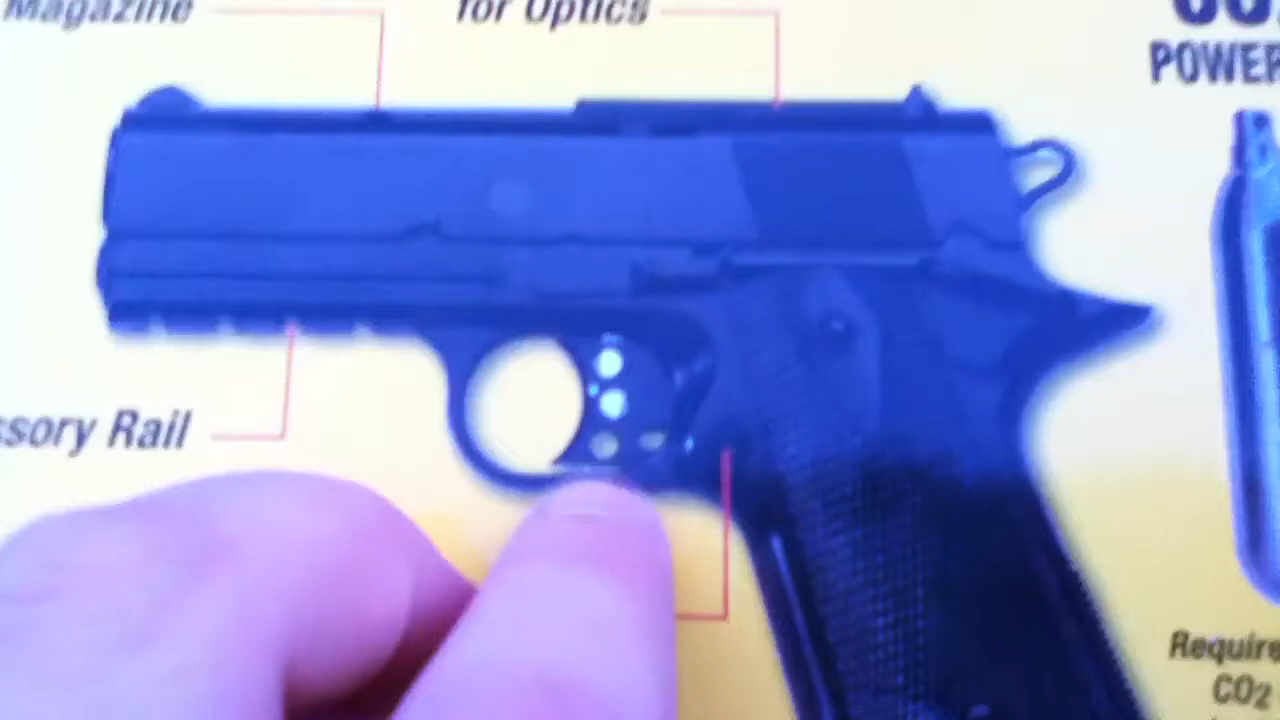 Magazine
for Optics
POWER
ssory Rail
Require
CO2